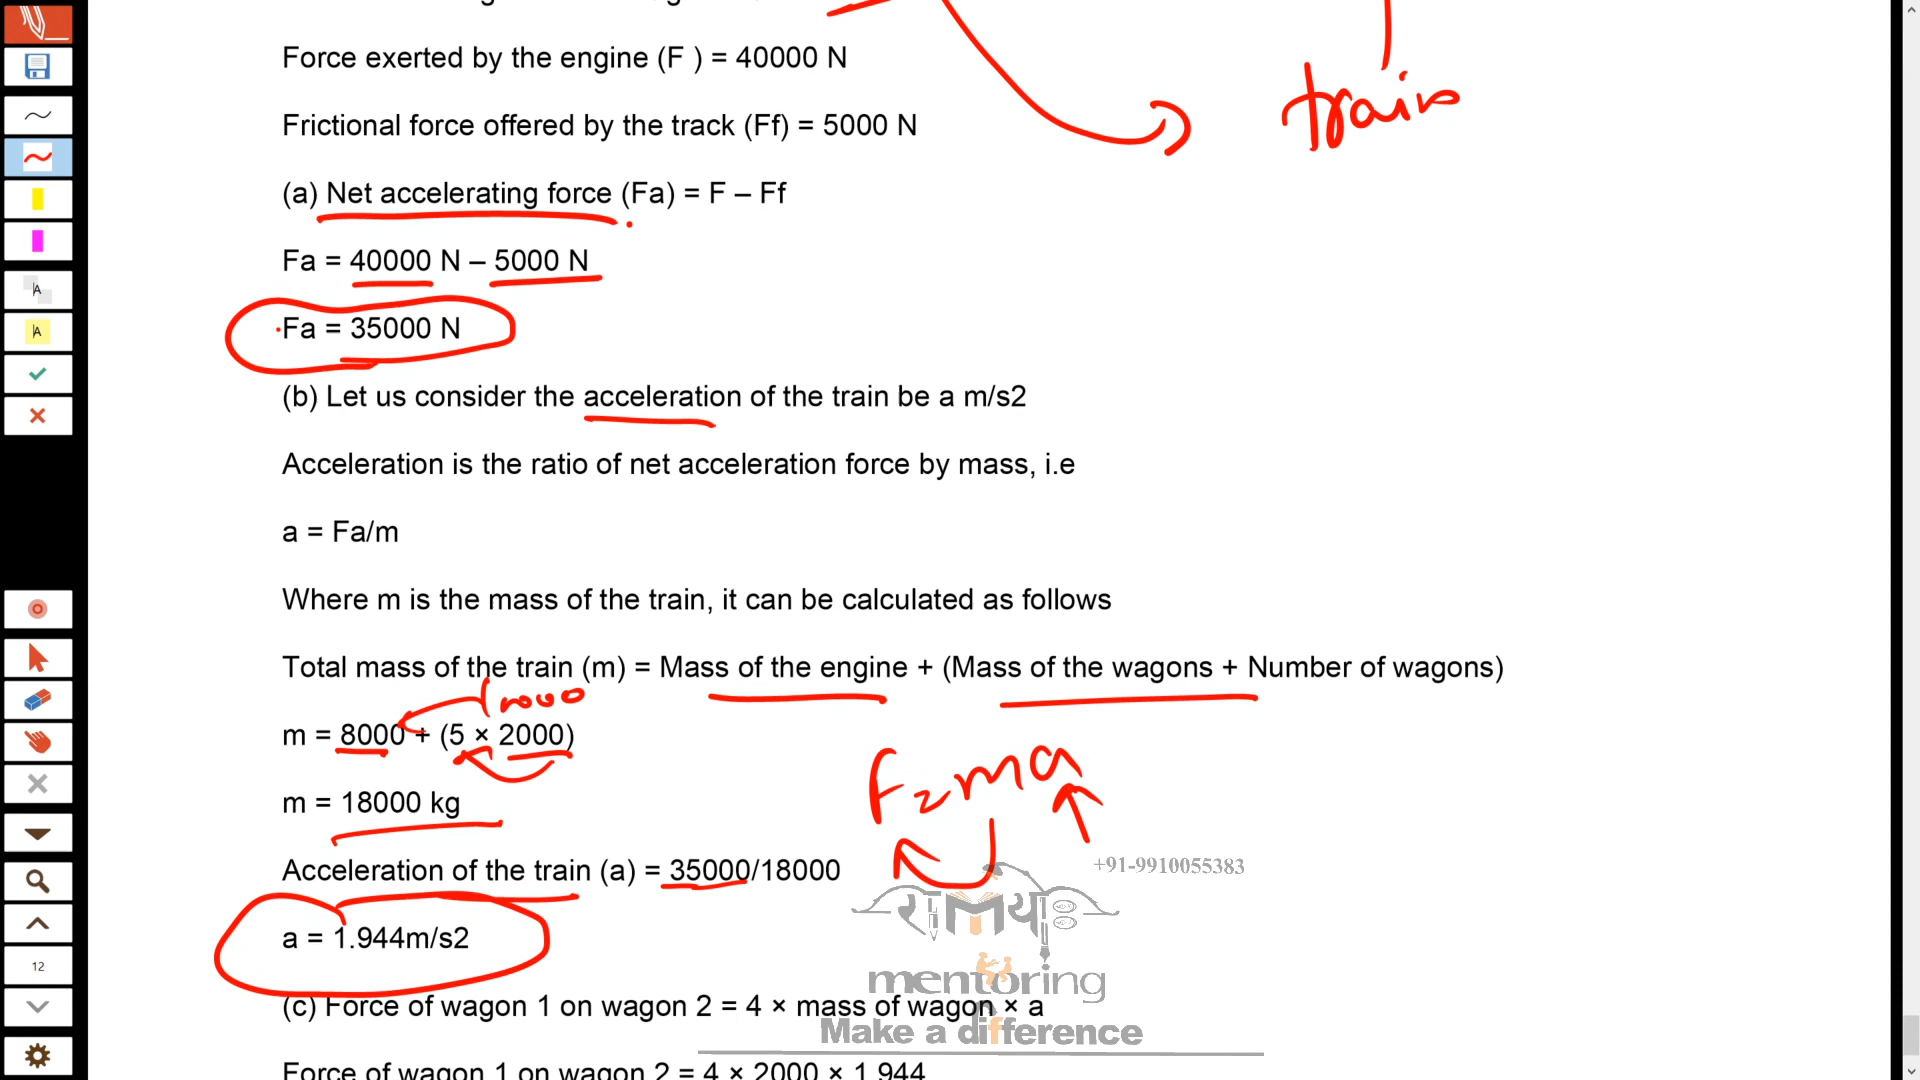 Force exerted by the engine (F ) = 40000 N
train
Frictional force offered by the track (Ff) = 5000 N
(a) Net accelerating force (Fa) = F – Ff
Fa = 40000 N – 5000 N
Fa = 35000 N
(b) Let us consider the acceleration of the train be a m/s2
Acceleration is the ratio of net acceleration force by mass, i.e
a = Fa/m
Where m is the mass of the train, it can be calculated as follows
Total mass of the train (m) = Mass of the engine + (Mass of the wagons + Number of wagons)
m = 8000 + (5 × 2000)
F = ma
m = 18000 kg
Acceleration of the train (a) = 35000/18000
+91-9910055383
a = 1.944m/s2
mentoring
(c) Force of wagon 1 on wagon 2 = 4 × mass of wagon × a
Make a difference
Force of wagon 1 on wagon 2 = 4 × 2000 × 1.944
12